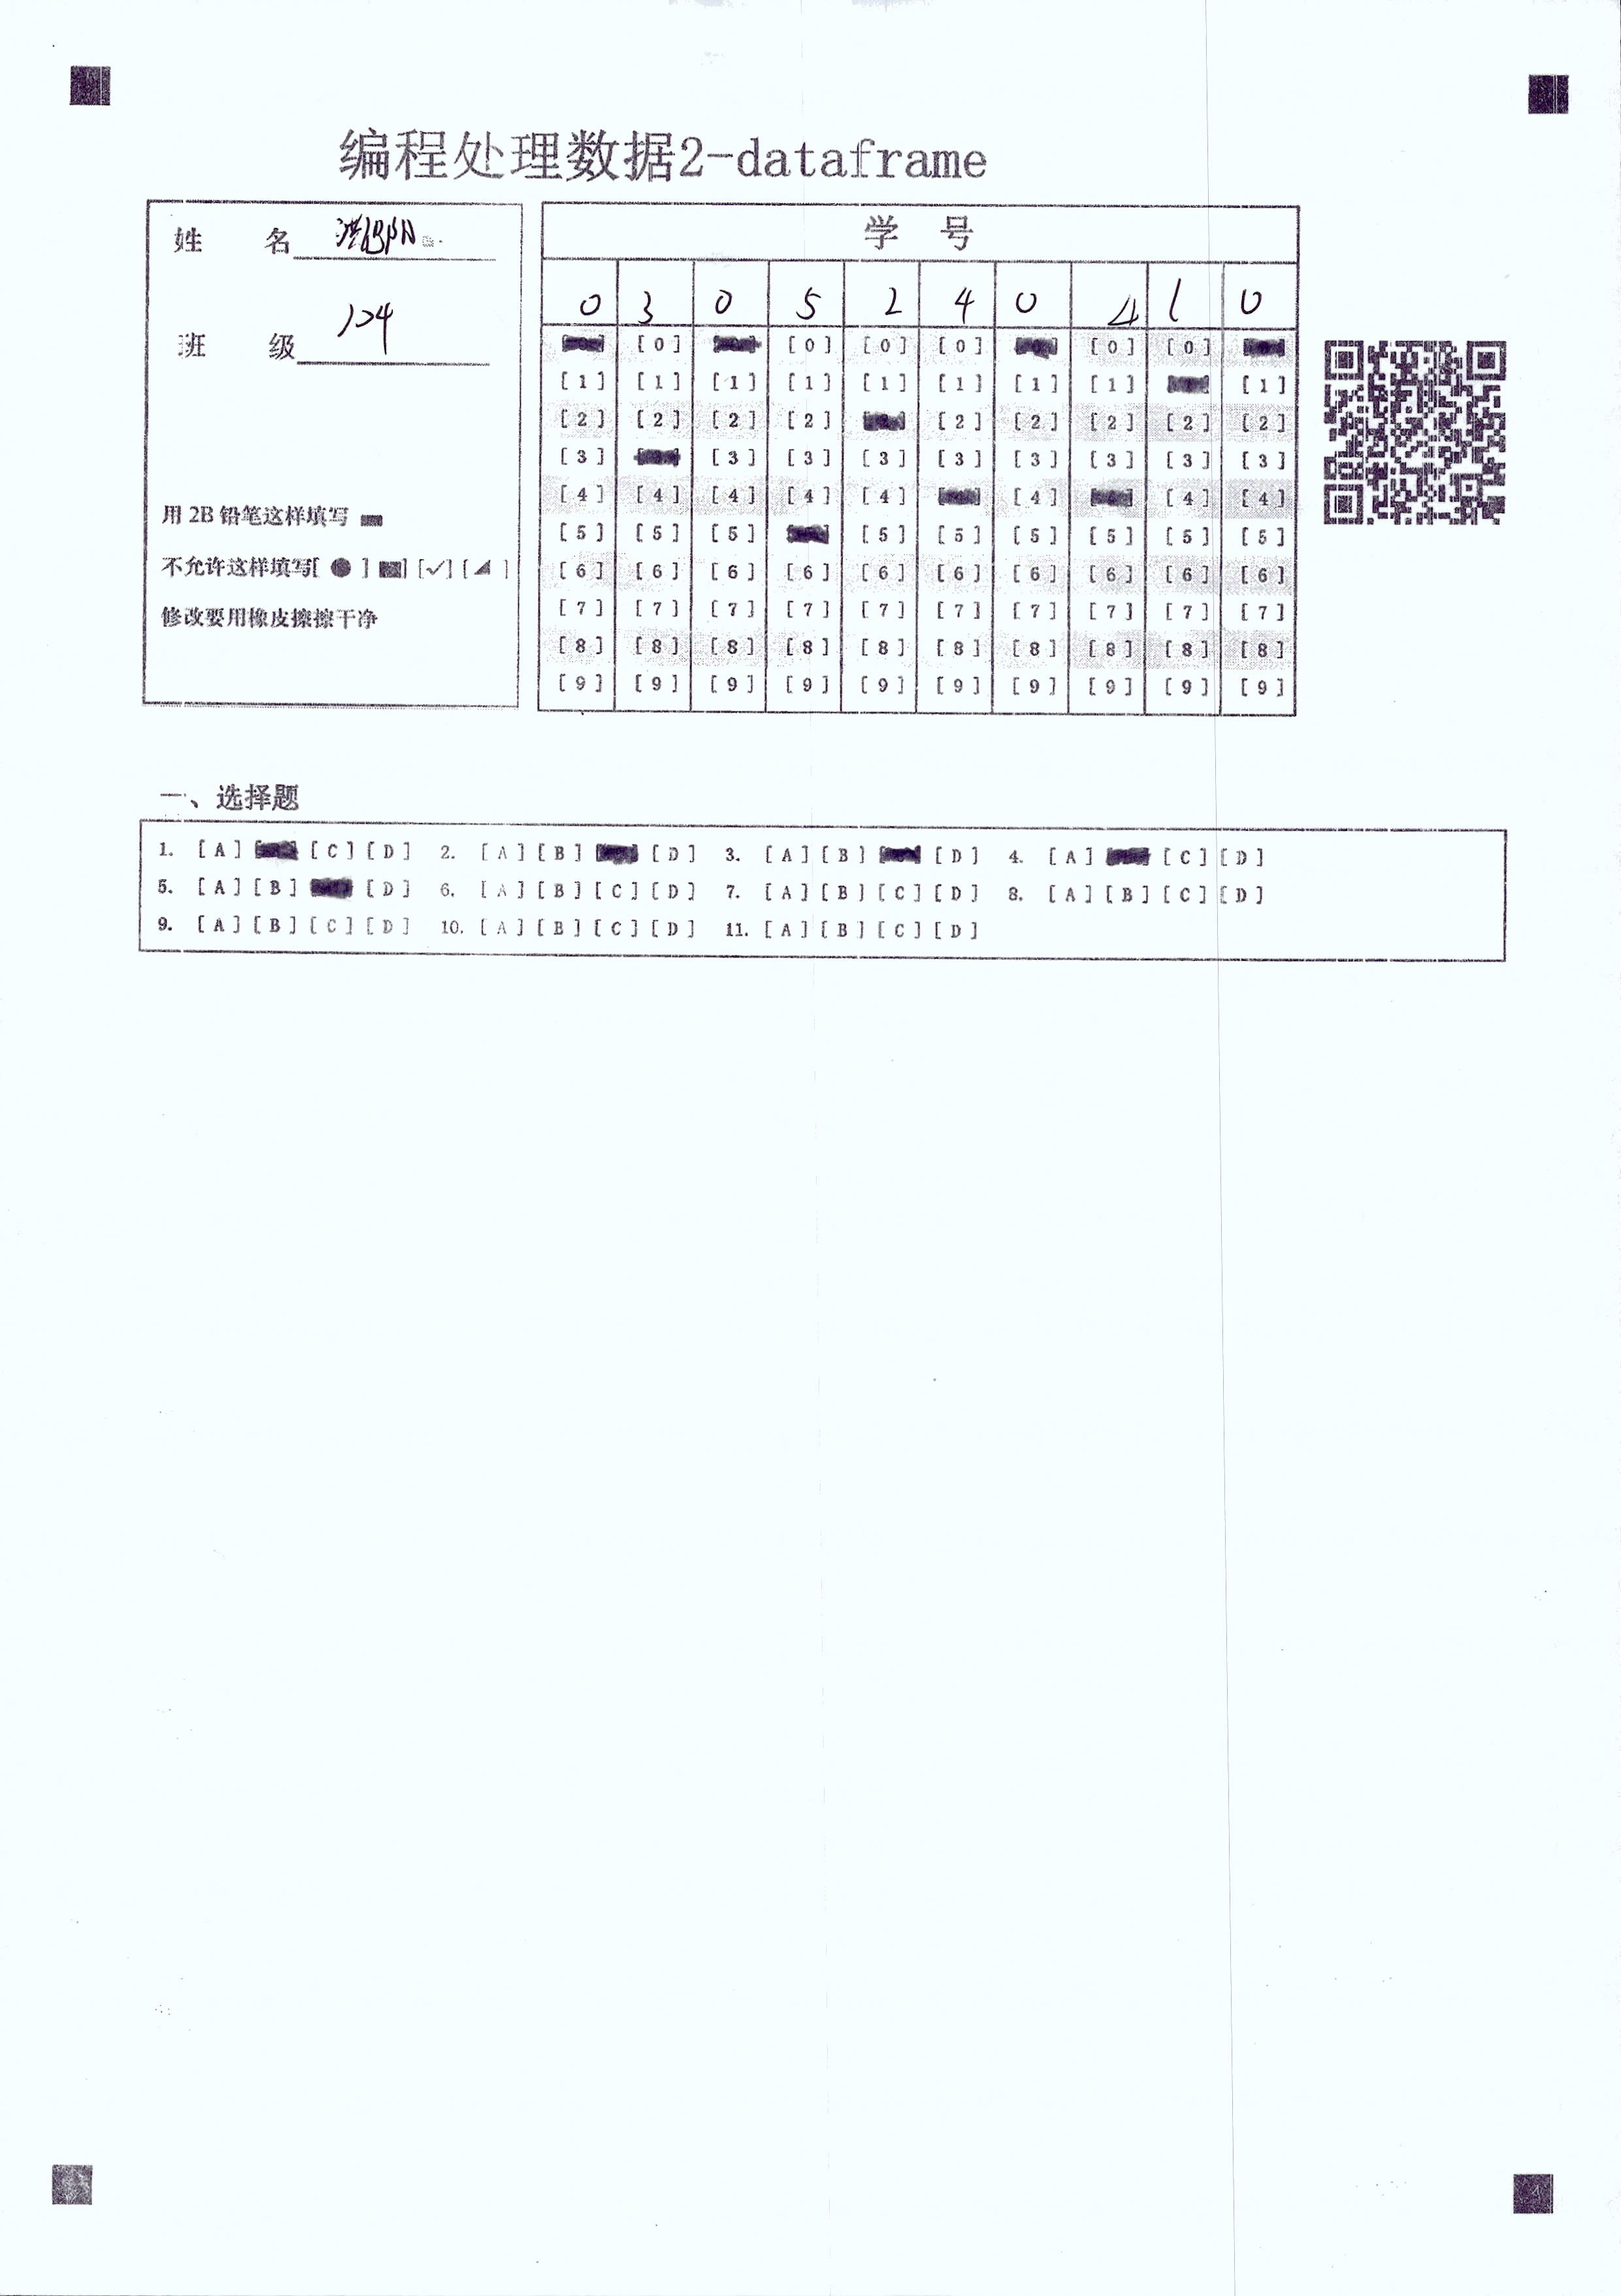 编程处理数据2-dataframe
姓 名
班 级 124
用 2B 铅笔这样填写
不允许这样填写[ ● ] [✓] [ ]
修改要用橡皮擦擦干净
学 号
0 3 0 5 2 4 0 4 1 0
[0] [0] [0] [0] [0] [0]
[1] [1] [1] [1] [1] [1] [1] [1] [1]
[2] [2] [2] [2] [2] [2] [2] [2] [2]
[3] [3] [3] [3] [3] [3] [3] [3] [3]
[4] [4] [4] [4] [4] [4] [4] [4]
[5] [5] [5] [5] [5] [5] [5] [5] [5]
[6] [6] [6] [6] [6] [6] [6] [6] [6] [6]
[7] [7] [7] [7] [7] [7] [7] [7] [7] [7]
[8] [8] [8] [8] [8] [8] [8] [8] [8] [8]
[9] [9] [9] [9] [9] [9] [9] [9] [9] [9]
一、选择题
1. [A] [C] [D] 2. [A] [B] [D] 3. [A] [B] [D] 4. [A] [C] [D]
5. [A] [B] [D] 6. [A] [B] [C] [D] 7. [A] [B] [C] [D] 8. [A] [B] [C] [D]
9. [A] [B] [C] [D] 10. [A] [B] [C] [D] 11. [A] [B] [C] [D]